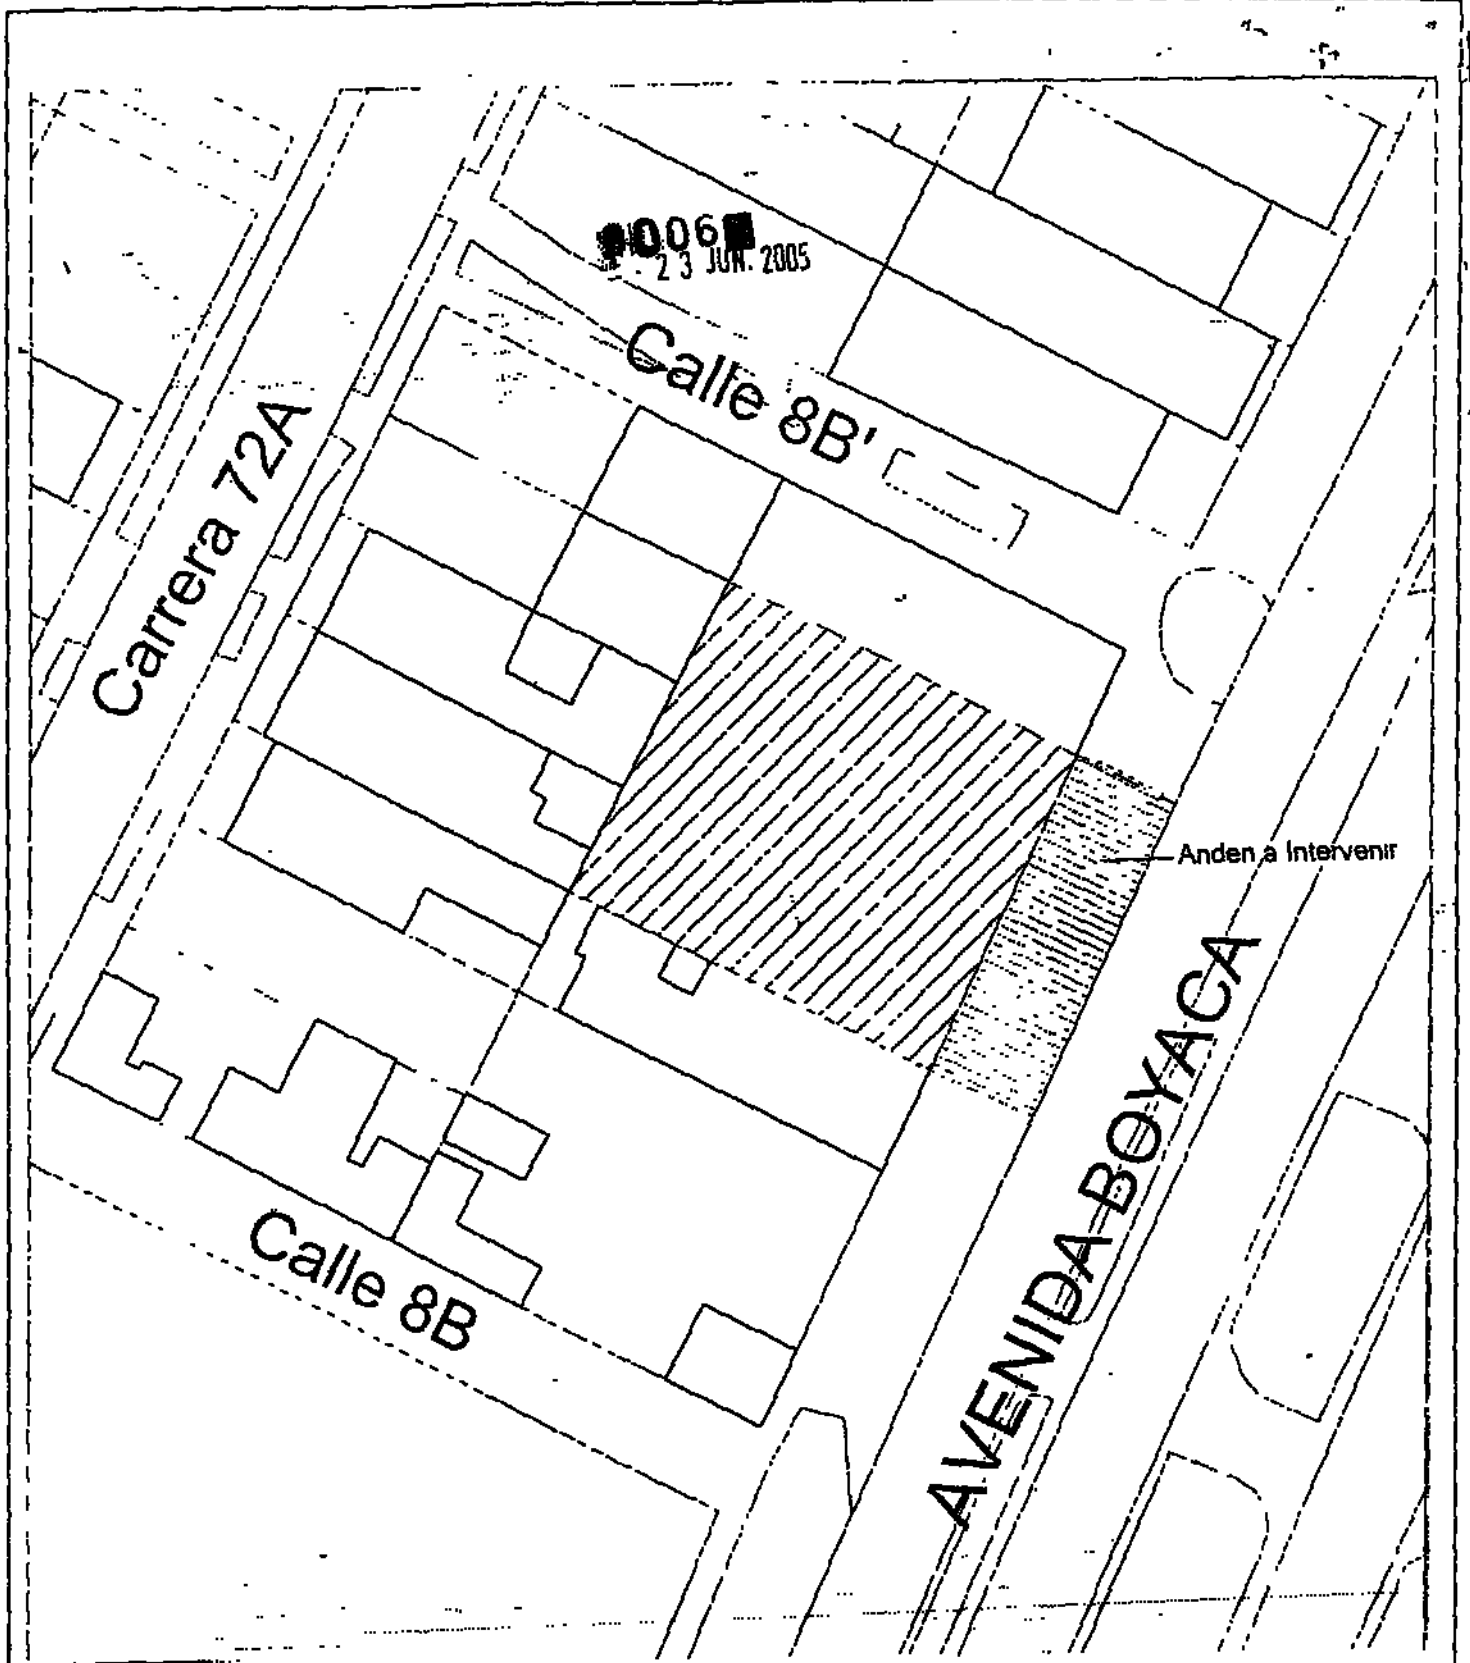 23 JUN. 2005
Calle 8B'
Carrera 72A
Anden a Intervenir
AVENIDA BOYACA
Calle 8B